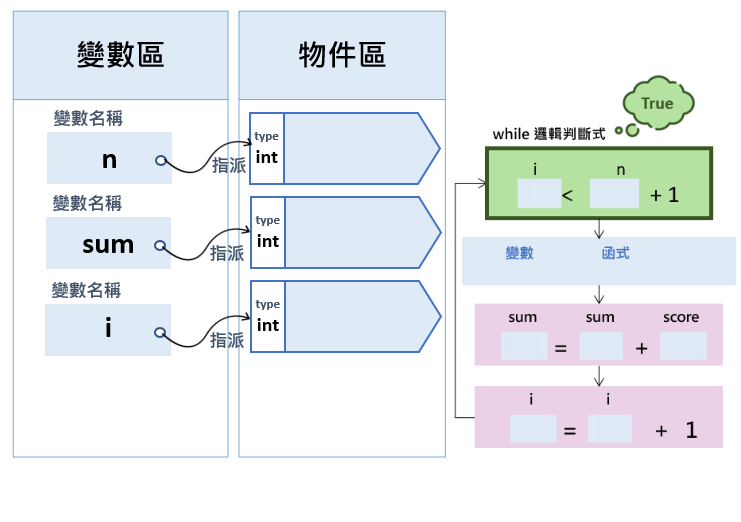 變數區
物件區
變數名稱
n
指派
type
int
變數名稱
sum
指派
type
int
變數名稱
i
指派
type
int
True
while 邏輯判斷式
i n
< + 1
變數 函式
sum sum score
= +
i i
= + 1